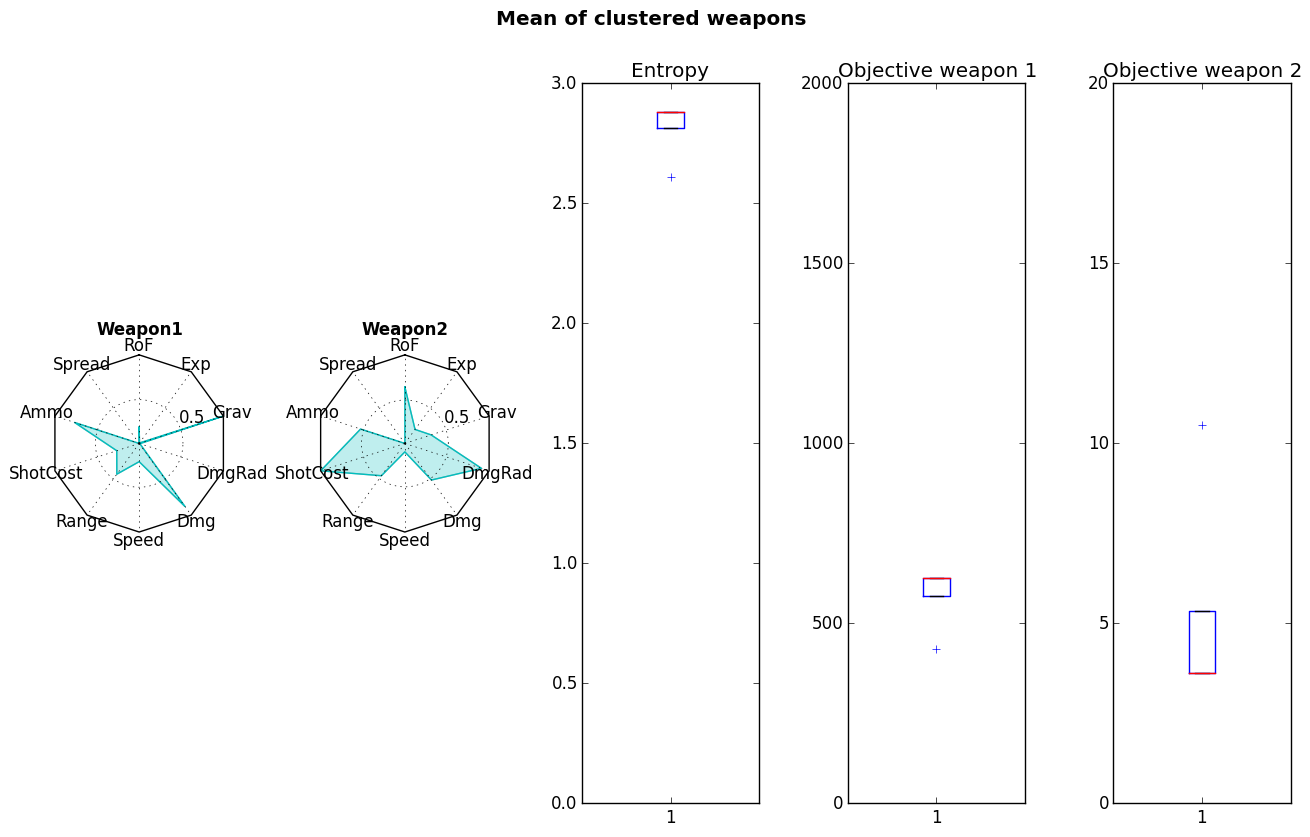 Mean of clustered weapons
Weapon1
RoF
Exp
Grav
DmgRad
Dmg
Speed
Range
ShotCost
Ammo
Spread
0.5
Weapon2
RoF
Exp
Grav
DmgRad
Dmg
Speed
Range
ShotCost
Ammo
Spread
0.5
Entropy
3.0
2.5
2.0
1.5
1.0
0.5
0.0
1
Objective weapon 1
2000
1500
1000
500
0
1
Objective weapon 2
20
15
10
5
0
1